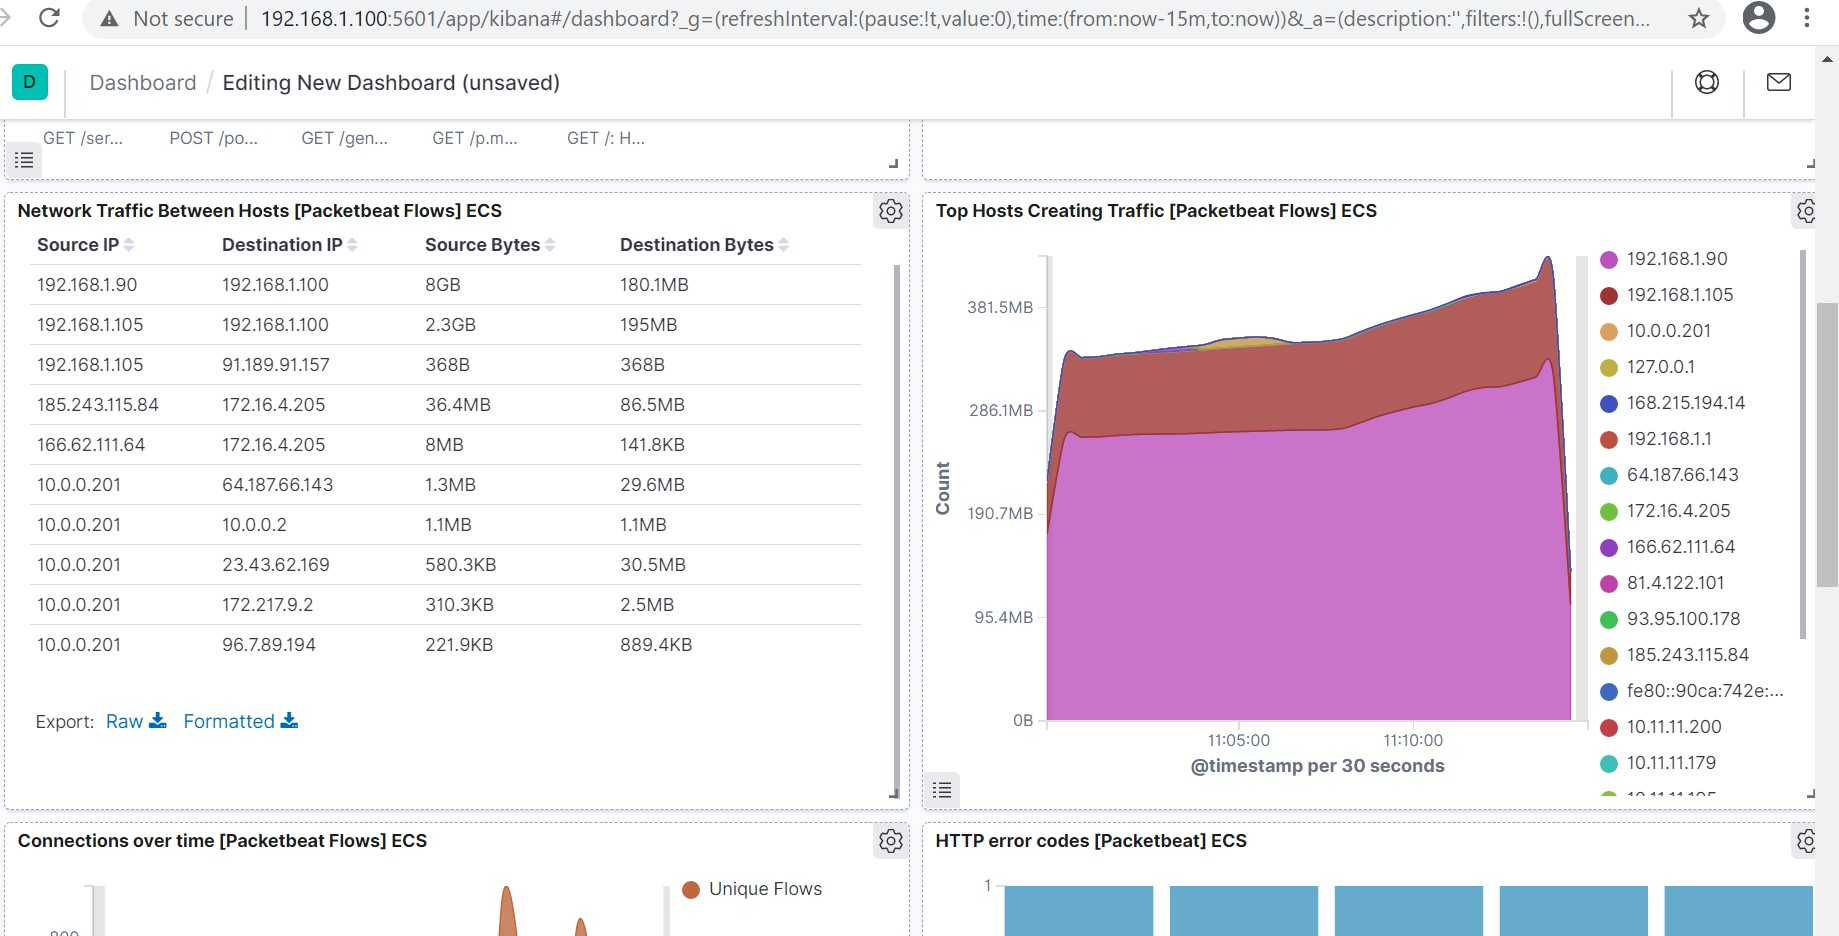 Not secure | 192.168.1.100:5601/app/kibana#/dashboard?_g=(refreshInterval:(pause:!t,value:0),time:(from:now-15m,to:now))&_a=(description:'',filters:!(),fullScreen...
D Dashboard / Editing New Dashboard (unsaved)
GET /ser... POST /po... GET /gen... GET /p.m... GET /: H...
Network Traffic Between Hosts [Packetbeat Flows] ECS
Source IP Destination IP Source Bytes Destination Bytes
192.168.1.90 192.168.1.100 8GB 180.1MB
192.168.1.105 192.168.1.100 2.3GB 195MB
192.168.1.105 91.189.91.157 368B 368B
185.243.115.84 172.16.4.205 36.4MB 86.5MB
166.62.111.64 172.16.4.205 8MB 141.8KB
10.0.0.201 64.187.66.143 1.3MB 29.6MB
10.0.0.201 10.0.0.2 1.1MB 1.1MB
10.0.0.201 23.43.62.169 580.3KB 30.5MB
10.0.0.201 172.217.9.2 310.3KB 2.5MB
10.0.0.201 96.7.89.194 221.9KB 889.4KB
Export: Raw Formatted
Top Hosts Creating Traffic [Packetbeat Flows] ECS
381.5MB
286.1MB
190.7MB
95.4MB
0B
Count
11:05:00 11:10:00
@timestamp per 30 seconds
192.168.1.90
192.168.1.105
10.0.0.201
127.0.0.1
168.215.194.14
192.168.1.1
64.187.66.143
172.16.4.205
166.62.111.64
81.4.122.101
93.95.100.178
185.243.115.84
fe80::90ca:742e:...
10.11.11.200
10.11.11.179
Connections over time [Packetbeat Flows] ECS
800
Unique Flows
HTTP error codes [Packetbeat] ECS
1